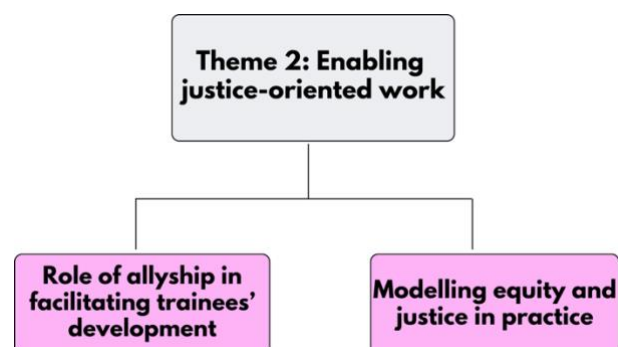 Theme 2: Enabling
justice-oriented work
Role of allyship in
facilitating trainees’
development
Modelling equity and
justice in practice